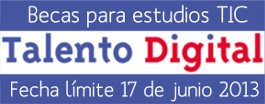 Becas para estudios TIC
Talento Digital
Fecha límite 17 de junio 2013